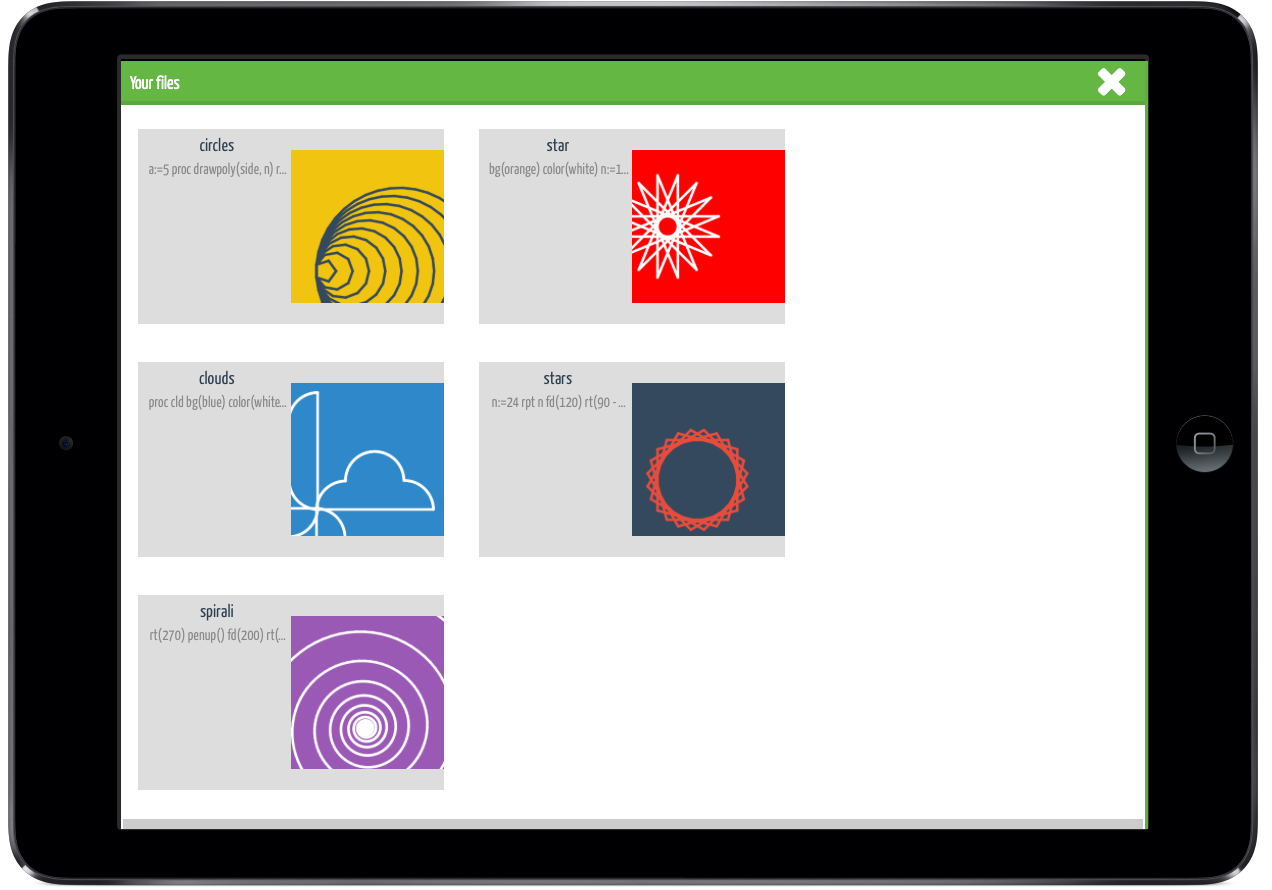 Your files
circles
a:=5 proc drawpoly(side, n) r...
star
bg(orange) color(white) n:=1...
clouds
proc cld bg(blue) color(white...
stars
n:=24 rpt n fd(120) rt(90 - ...
spirali
rt(270) penup() fd(200) rt(...